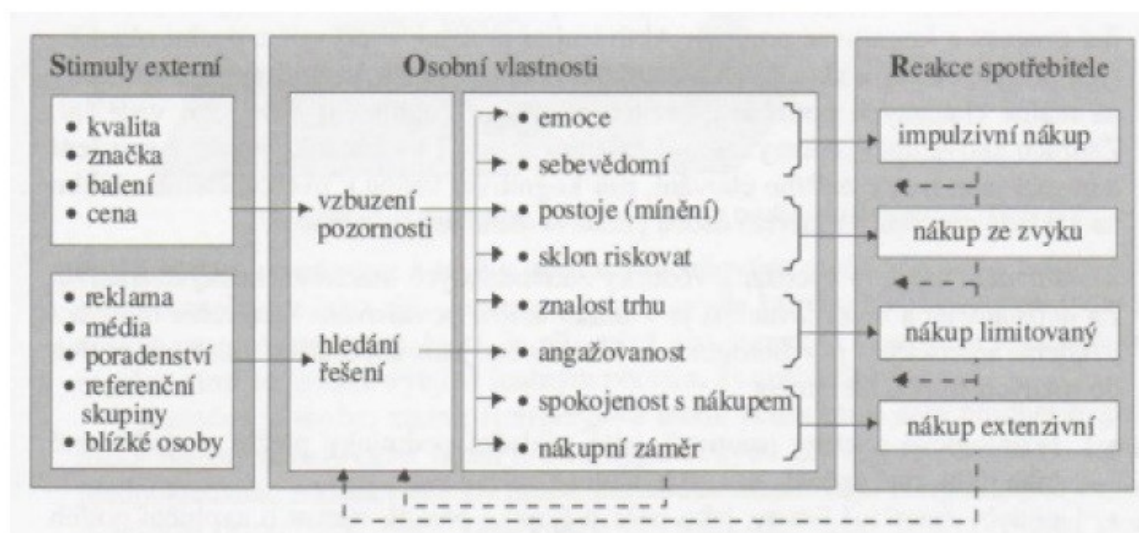 Stimuly externí
• kvalita
• značka
• balení
• cena
• reklama
• média
• poradenství
• referenční
skupiny
• blízké osoby
Osobní vlastnosti
vzbuzení
pozornosti
hledání
řešení
• emoce
• sebevědomí
• postoje (mínění)
• sklon riskovat
• znalost trhu
• angažovanost
• spokojenost s nákupem
• nákupní záměr
Reakce spotřebitele
impulzivní nákup
nákup ze zvyku
nákup limitovaný
nákup extenzivní